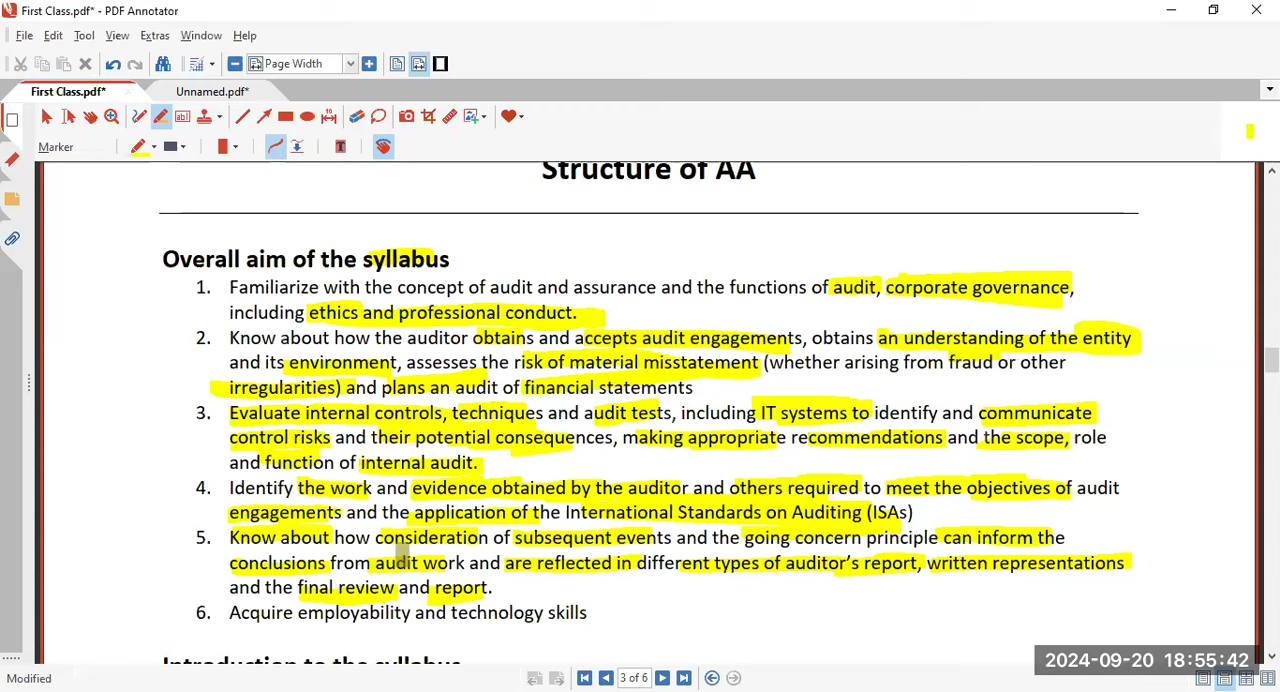 First Class.pdf* - PDF Annotator
File Edit Tool View Extras Window Help
Page Width
First Class.pdf* Unnamed.pdf*
Marker
Structure of AA
Overall aim of the syllabus
1. Familiarize with the concept of audit and assurance and the functions of audit, corporate governance,
including ethics and professional conduct.
2. Know about how the auditor obtains and accepts audit engagements, obtains an understanding of the entity
and its environment, assesses the risk of material misstatement (whether arising from fraud or other
irregularities) and plans an audit of financial statements
3. Evaluate internal controls, techniques and audit tests, including IT systems to identify and communicate
control risks and their potential consequences, making appropriate recommendations and the scope, role
and function of internal audit.
4. Identify the work and evidence obtained by the auditor and others required to meet the objectives of audit
engagements and the application of the International Standards on Auditing (ISAs)
5. Know about how consideration of subsequent events and the going concern principle can inform the
conclusions from audit work and are reflected in different types of auditor's report, written representations
and the final review and report.
6. Acquire employability and technology skills
Introduction to the syllabus
2024-09-20 18:55:42
Modified 3 of 6